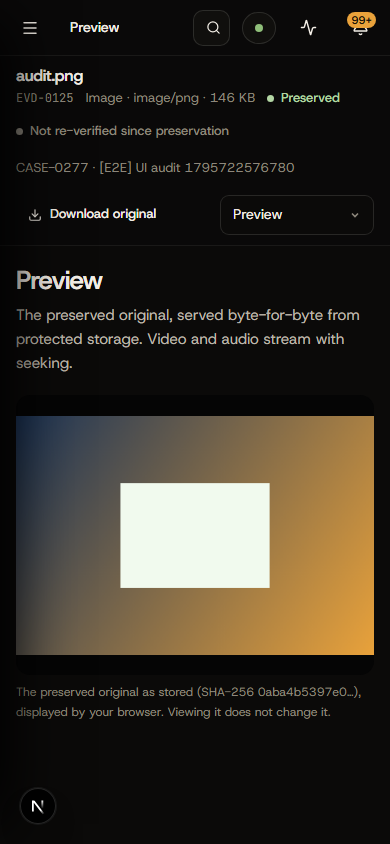 Preview
99+
audit.png
EVD-0125 Image · image/png · 146 KB Preserved
Not re-verified since preservation
CASE-0277 · [E2E] UI audit 1795722576780
Download original Preview
Preview
The preserved original, served byte-for-byte from
protected storage. Video and audio stream with
seeking.
The preserved original as stored (SHA-256 0aba4b5397e0…),
displayed by your browser. Viewing it does not change it.
N